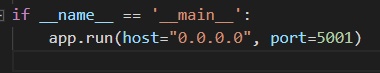 if __name__ == '__main__':
    app.run(host="0.0.0.0", port=5001)